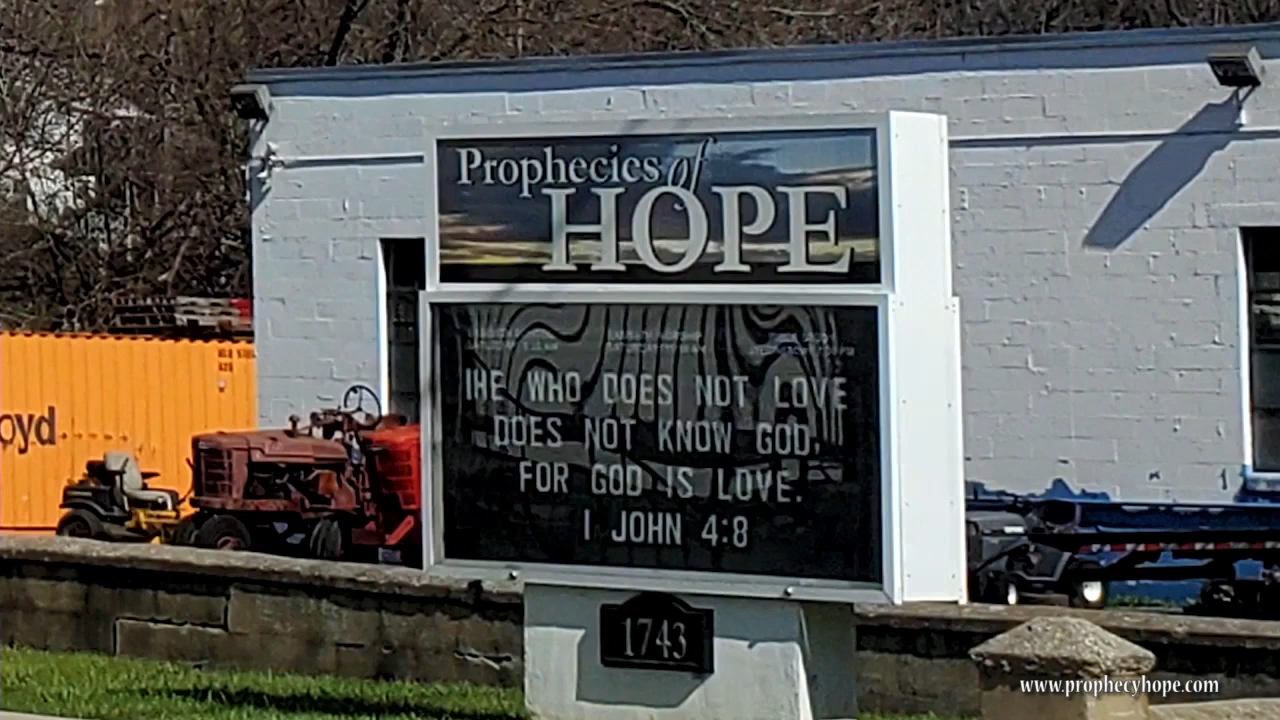 Prophecies of
HOPE
IHE WHO DOES NOT LOVE
DOES NOT KNOW GOD,
FOR GOD IS LOVE.
I JOHN 4:8
1743
oyd
www.prophecyhope.com